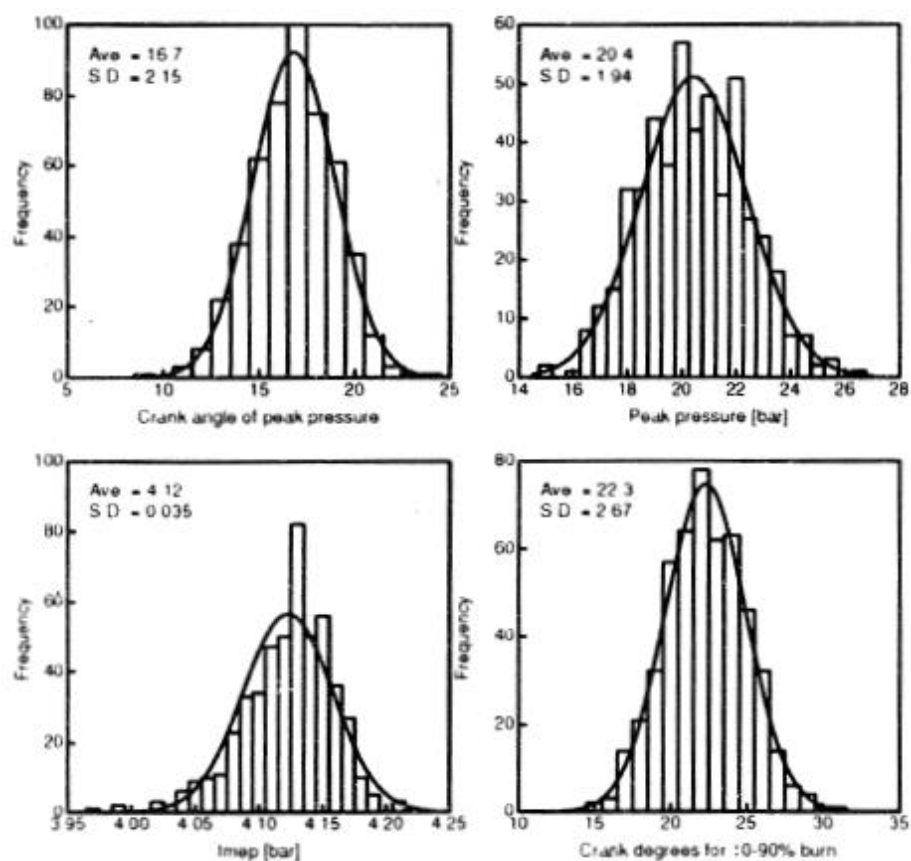 100
80
60
40
20
0
Frequency
Ave = 16.7
S D = 2.15
5 10 15 20 25
Crank angle of peak pressure
60
50
40
30
20
10
0
Frequency
Ave = 20.4
S D = 1.94
14 16 18 20 22 24 26 28
Peak pressure [bar]
100
80
60
40
20
0
Frequency
Ave = 4.12
S D = 0.035
3.95 4.00 4.05 4.10 4.15 4.20 4.25
Imep [bar]
80
60
40
20
0
Frequency
Ave = 22.3
S D = 2.67
10 15 20 25 30 35
Crank degrees for 10-90% burn